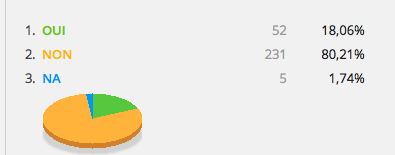 1. OUI 52 18,06%
2. NON 231 80,21%
3. NA 5 1,74%